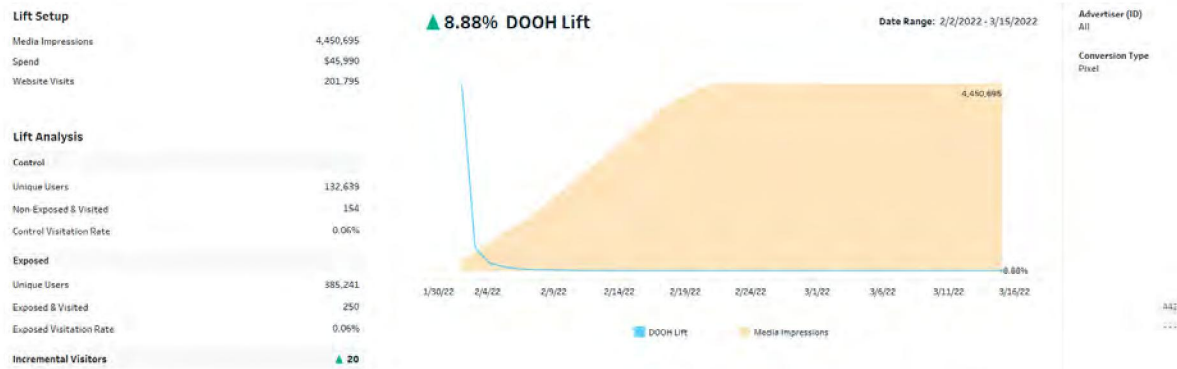 Lift Setup
Media Impressions 4,450,695
Spend $45,990
Website Visits 201,795
Lift Analysis
Control
Unique Users 132,639
Non-Exposed & Visited 154
Control Visitation Rate 0.06%
Exposed
Unique Users 385,241
Exposed & Visited 250
Exposed Visitation Rate 0.06%
Incremental Visitors ▲ 20
▲ 8.88% DOOH Lift
Date Range: 2/2/2022 - 3/15/2022
4,450,695
8.88%
1/30/22 2/4/22 2/9/22 2/14/22 2/19/22 2/24/22 3/1/22 3/6/22 3/11/22 3/16/22
DOOH Lift Media Impressions
Advertiser (ID)
All
Conversion Type
Pixel